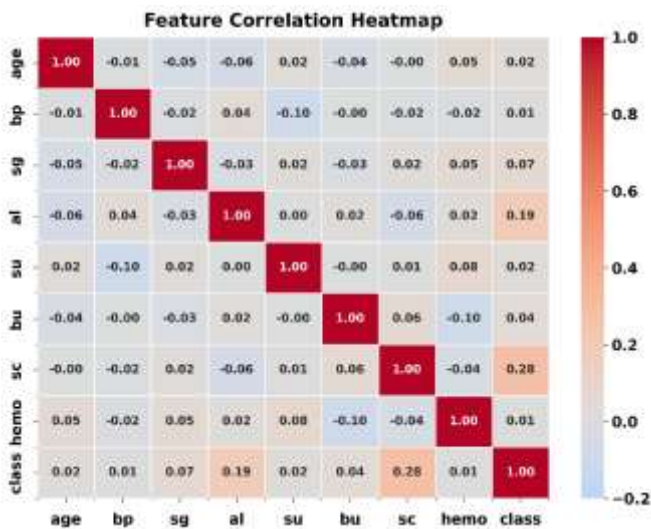 Feature Correlation Heatmap
age 1.00 -0.01 -0.05 -0.06 0.02 -0.04 -0.00 0.05 0.02
bp -0.01 1.00 -0.02 0.04 -0.10 -0.00 -0.02 -0.02 0.01
sg -0.05 -0.02 1.00 -0.03 0.02 -0.03 0.02 0.05 0.07
al -0.06 0.04 -0.03 1.00 0.00 0.02 -0.06 0.02 0.19
su 0.02 -0.10 0.02 0.00 1.00 -0.00 0.01 0.08 0.02
bu -0.04 -0.00 -0.03 0.02 -0.00 1.00 0.06 -0.10 0.04
sc -0.00 -0.02 0.02 -0.06 0.01 0.06 1.00 -0.04 0.28
hemo 0.05 -0.02 0.05 0.02 0.08 -0.10 -0.04 1.00 0.01
class 0.02 0.01 0.07 0.19 0.02 0.04 0.28 0.01 1.00
age bp sg al su bu sc hemo class
1.0
0.8
0.6
0.4
0.2
0.0
-0.2